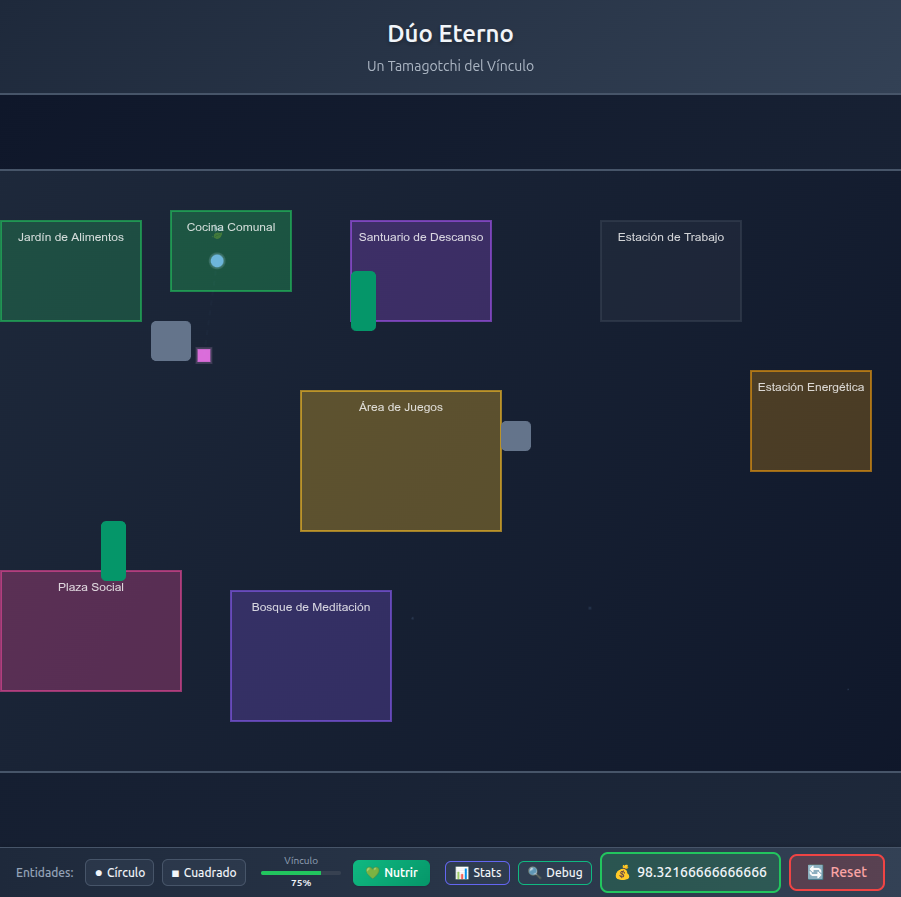 Dúo Eterno
Un Tamagotchi del Vínculo
Jardín de Alimentos
Cocina Comunal
Santuario de Descanso
Estación de Trabajo
Área de Juegos
Estación Energética
Plaza Social
Bosque de Meditación
Entidades:
Círculo
Cuadrado
Vínculo
75%
Nutrir
Stats
Debug
98.32166666666666
Reset